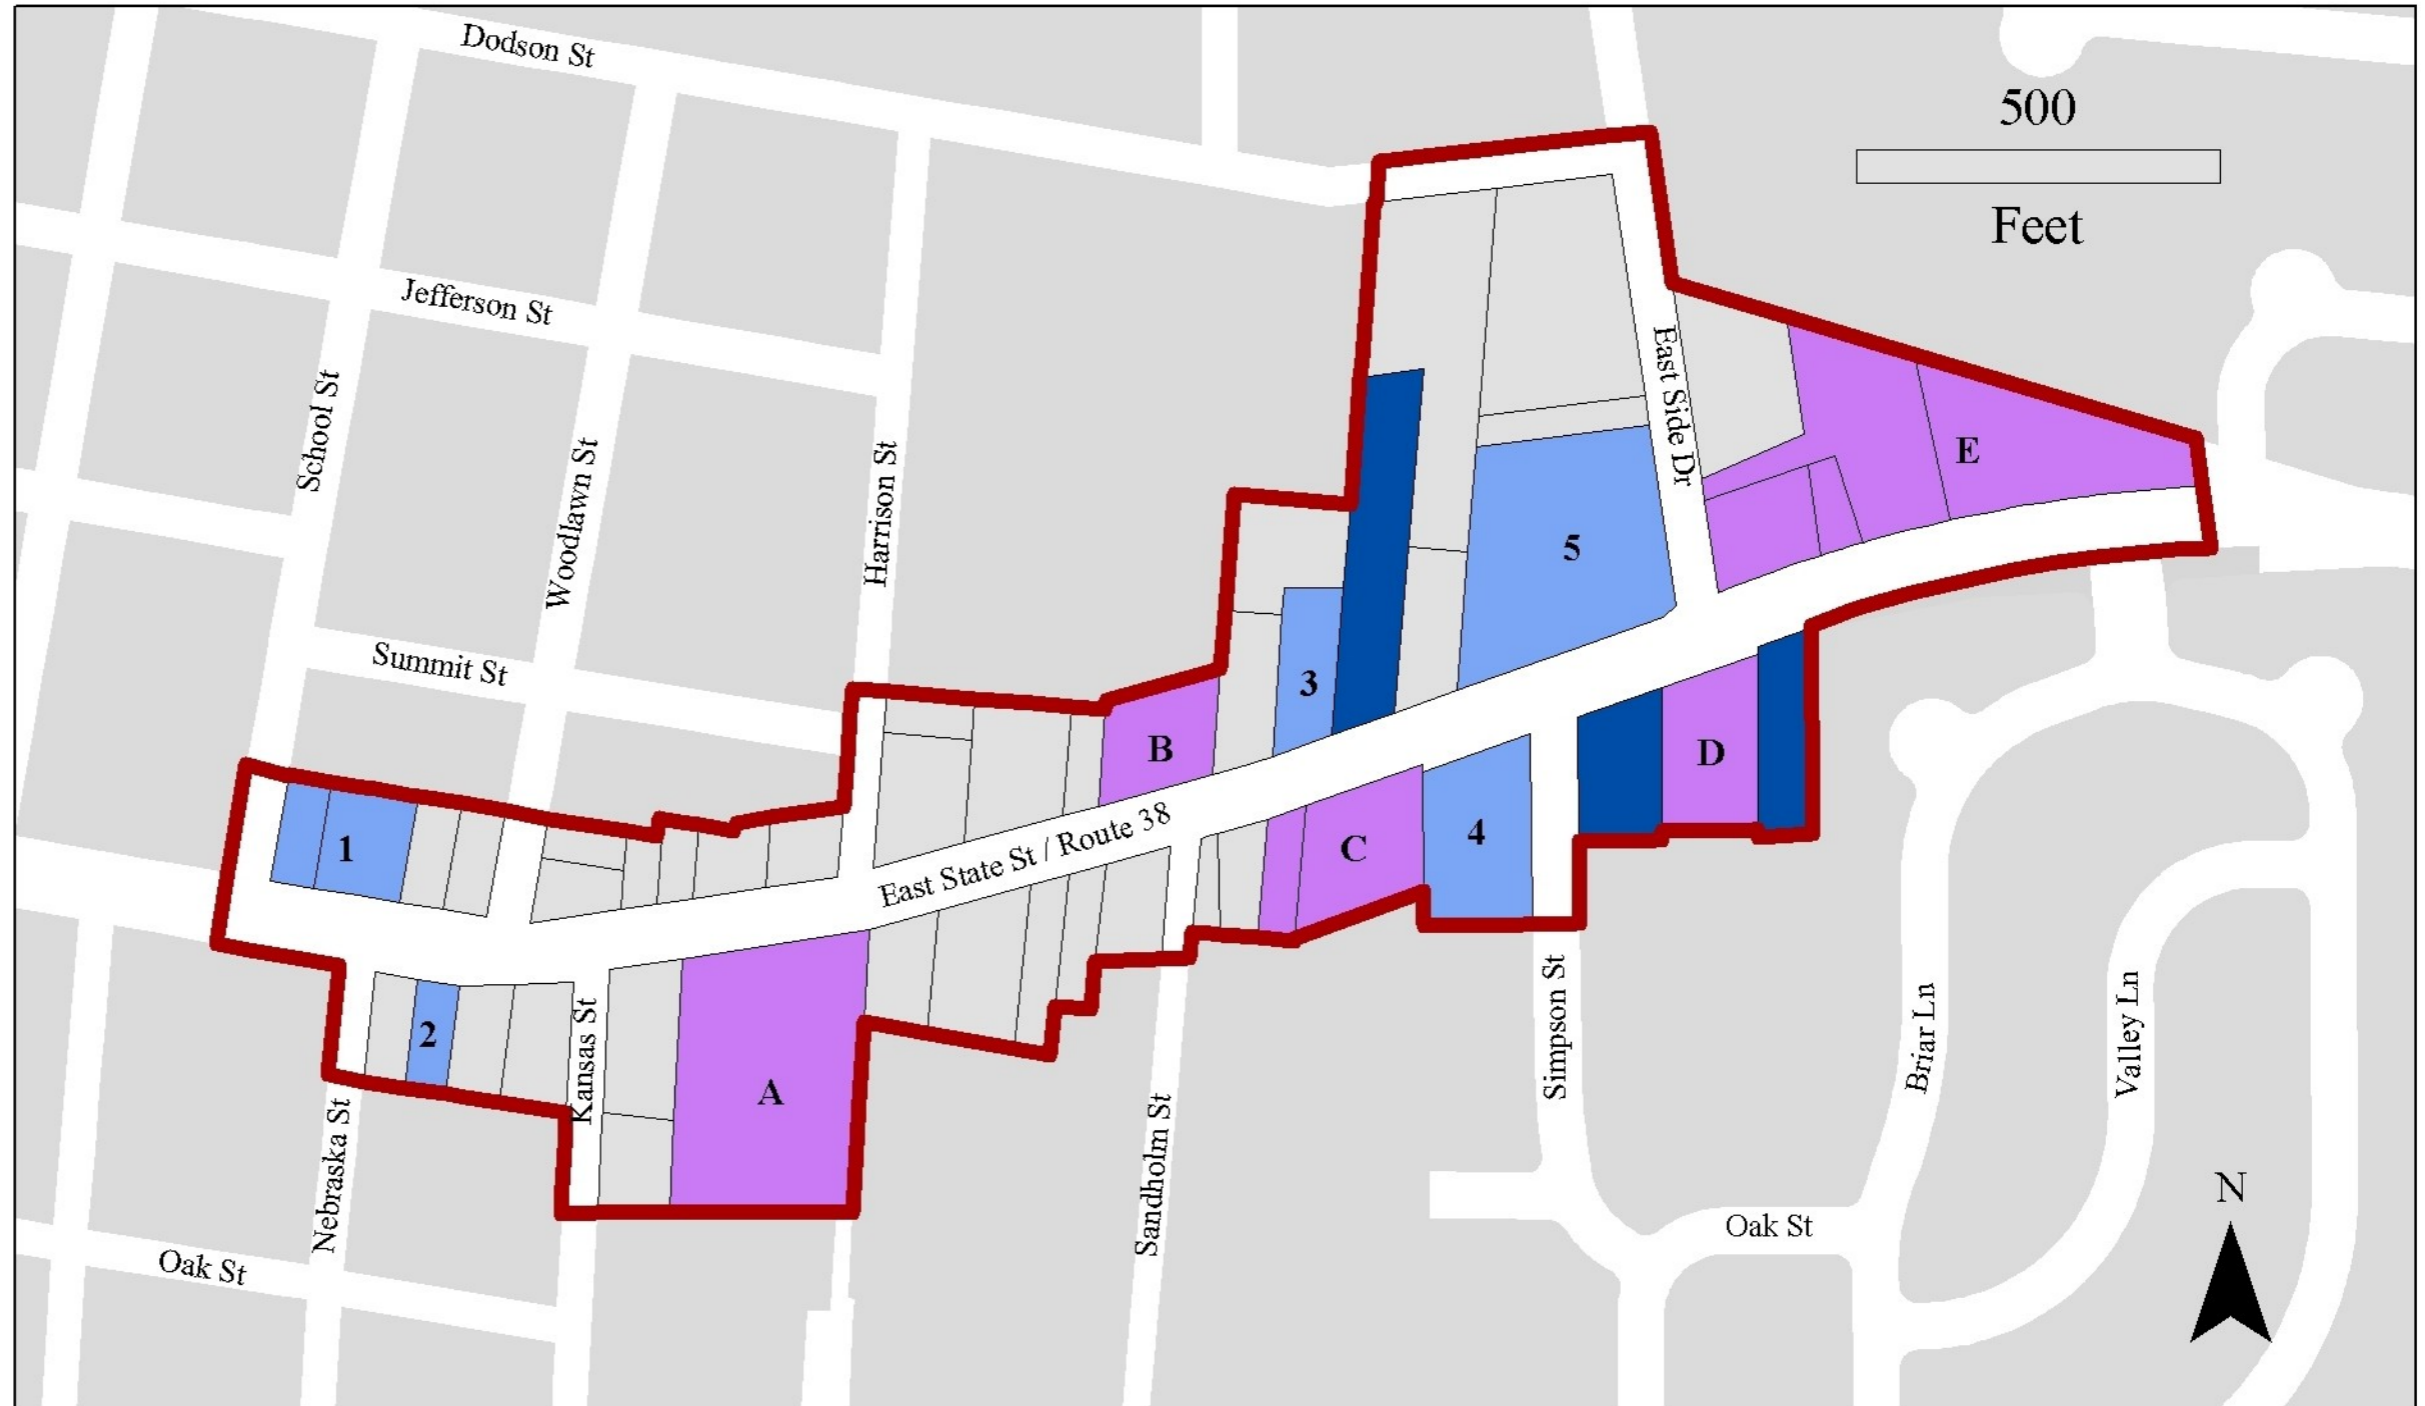 Dodson St
500
Feet
Jefferson St
East Side Dr
School St
Woodlawn St
Harrison St
E
5
Summit St
3
B
D
4
1
C
East State St / Route 38
2
A
Kansas St
Nebraska St
Sandholm St
Simpson St
Briar Ln
Valley Ln
N
Oak St
Oak St